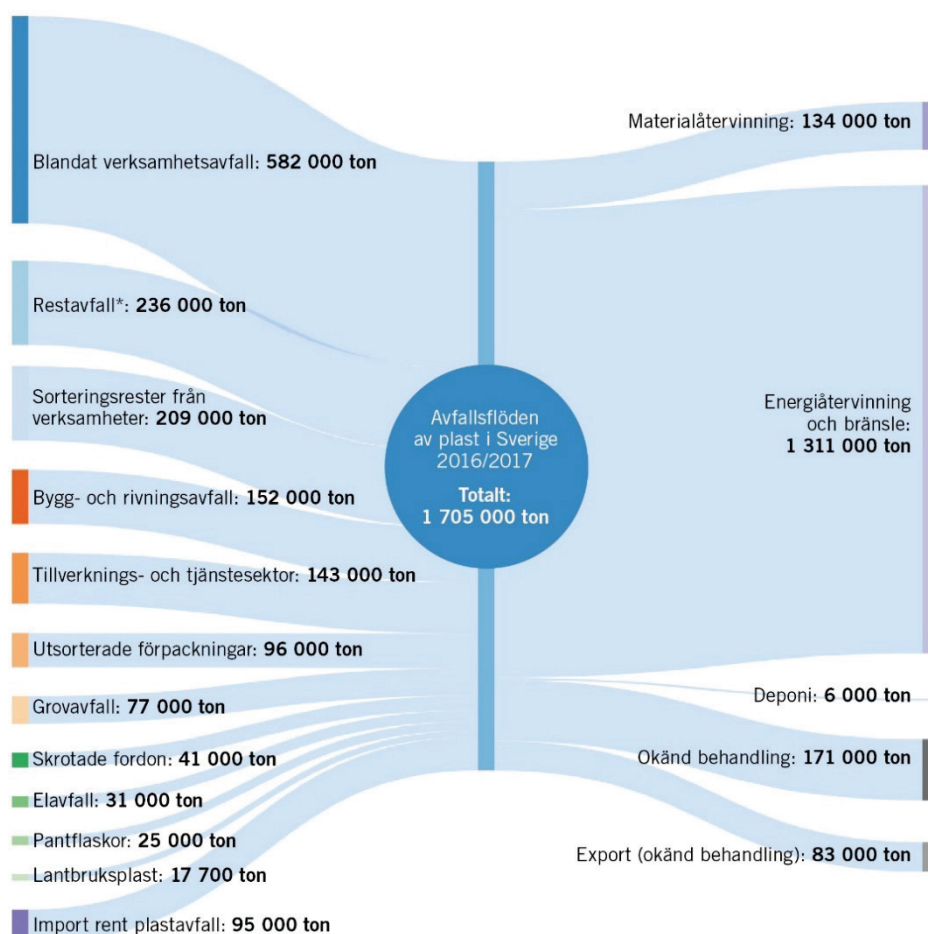 Blandat verksamhetsavfall: 582 000 ton
Restavfall*: 236 000 ton
Sorteringsrester från
verksamheter: 209 000 ton
Bygg- och rivningsavfall: 152 000 ton
Tillverknings- och tjänstesektor: 143 000 ton
Utsorterade förpackningar: 96 000 ton
Grovavfall: 77 000 ton
Skrotade fordon: 41 000 ton
Elavfall: 31 000 ton
Pantflaskor: 25 000 ton
Lantbruksplast: 17 700 ton
Import rent plastavfall: 95 000 ton
Avfallsflöden
av plast i Sverige
2016/2017
Totalt:
1 705 000 ton
Materialåtervinning: 134 000 ton
Energiåtervinning
och bränsle:
1 311 000 ton
Deponi: 6 000 ton
Okänd behandling: 171 000 ton
Export (okänd behandling): 83 000 ton